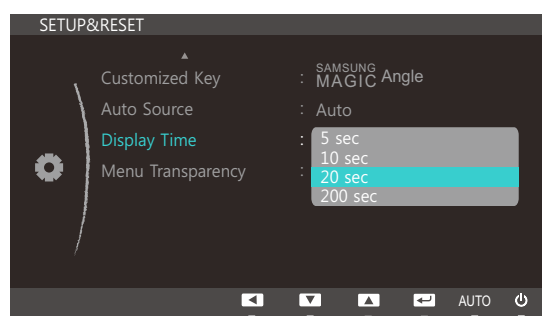 SETUP&RESET
Customized Key : SAMSUNG MAGIC Angle
Auto Source : Auto
Display Time : 5 sec
10 sec
20 sec
200 sec
Menu Transparency :
AUTO